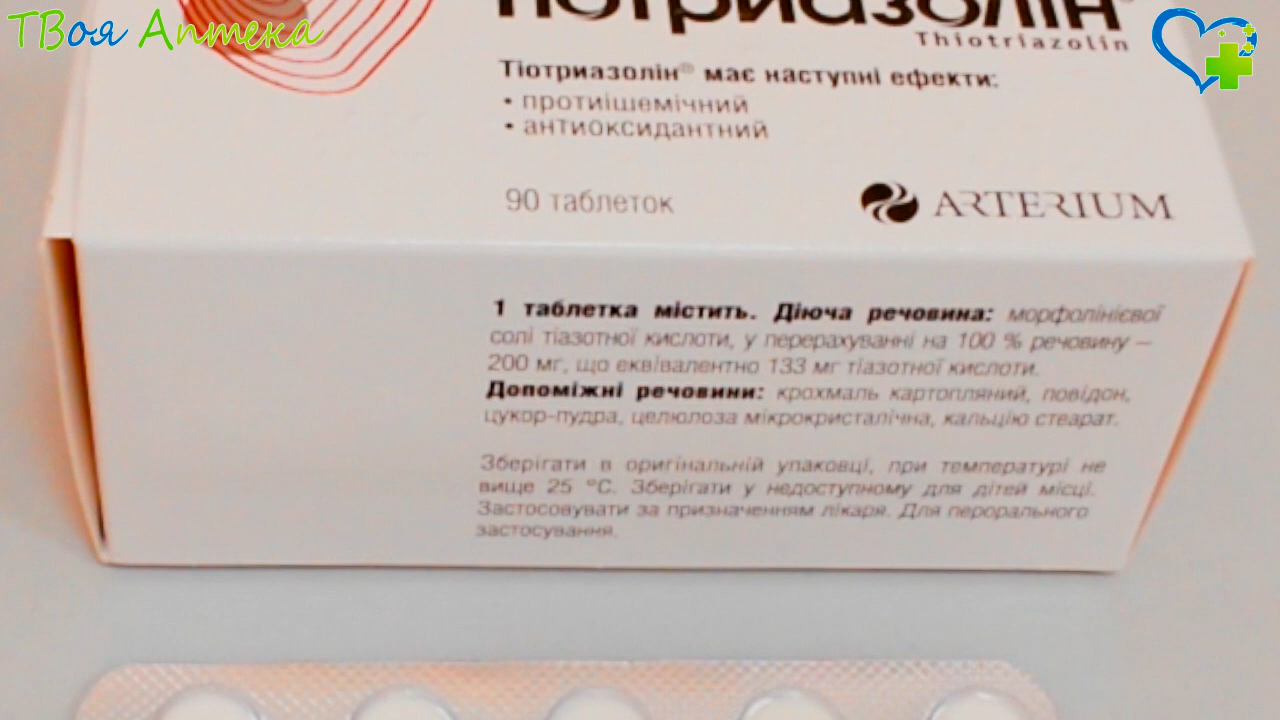 ТВоя Аптека
Тіотриазолін®
Thiotriazolin
Тіотриазолін® має наступні ефекти:
• протиішемічний
• антиоксидантний
90 таблеток
ARTERIUM
1 таблетка містить. Діюча речовина: морфолінієвої
солі тіазотної кислоти, у перерахуванні на 100 % речовину –
200 мг, що еквівалентно 133 мг тіазотної кислоти.
Допоміжні речовини: крохмаль картопляний, повідон,
цукор-пудра, целюлоза мікрокристалічна, кальцію стеарат.
Зберігати в оригінальній упаковці, при температурі не
вище 25 °С. Зберігати у недоступному для дітей місці.
Застосовувати за призначенням лікаря. Для перорального
застосування.